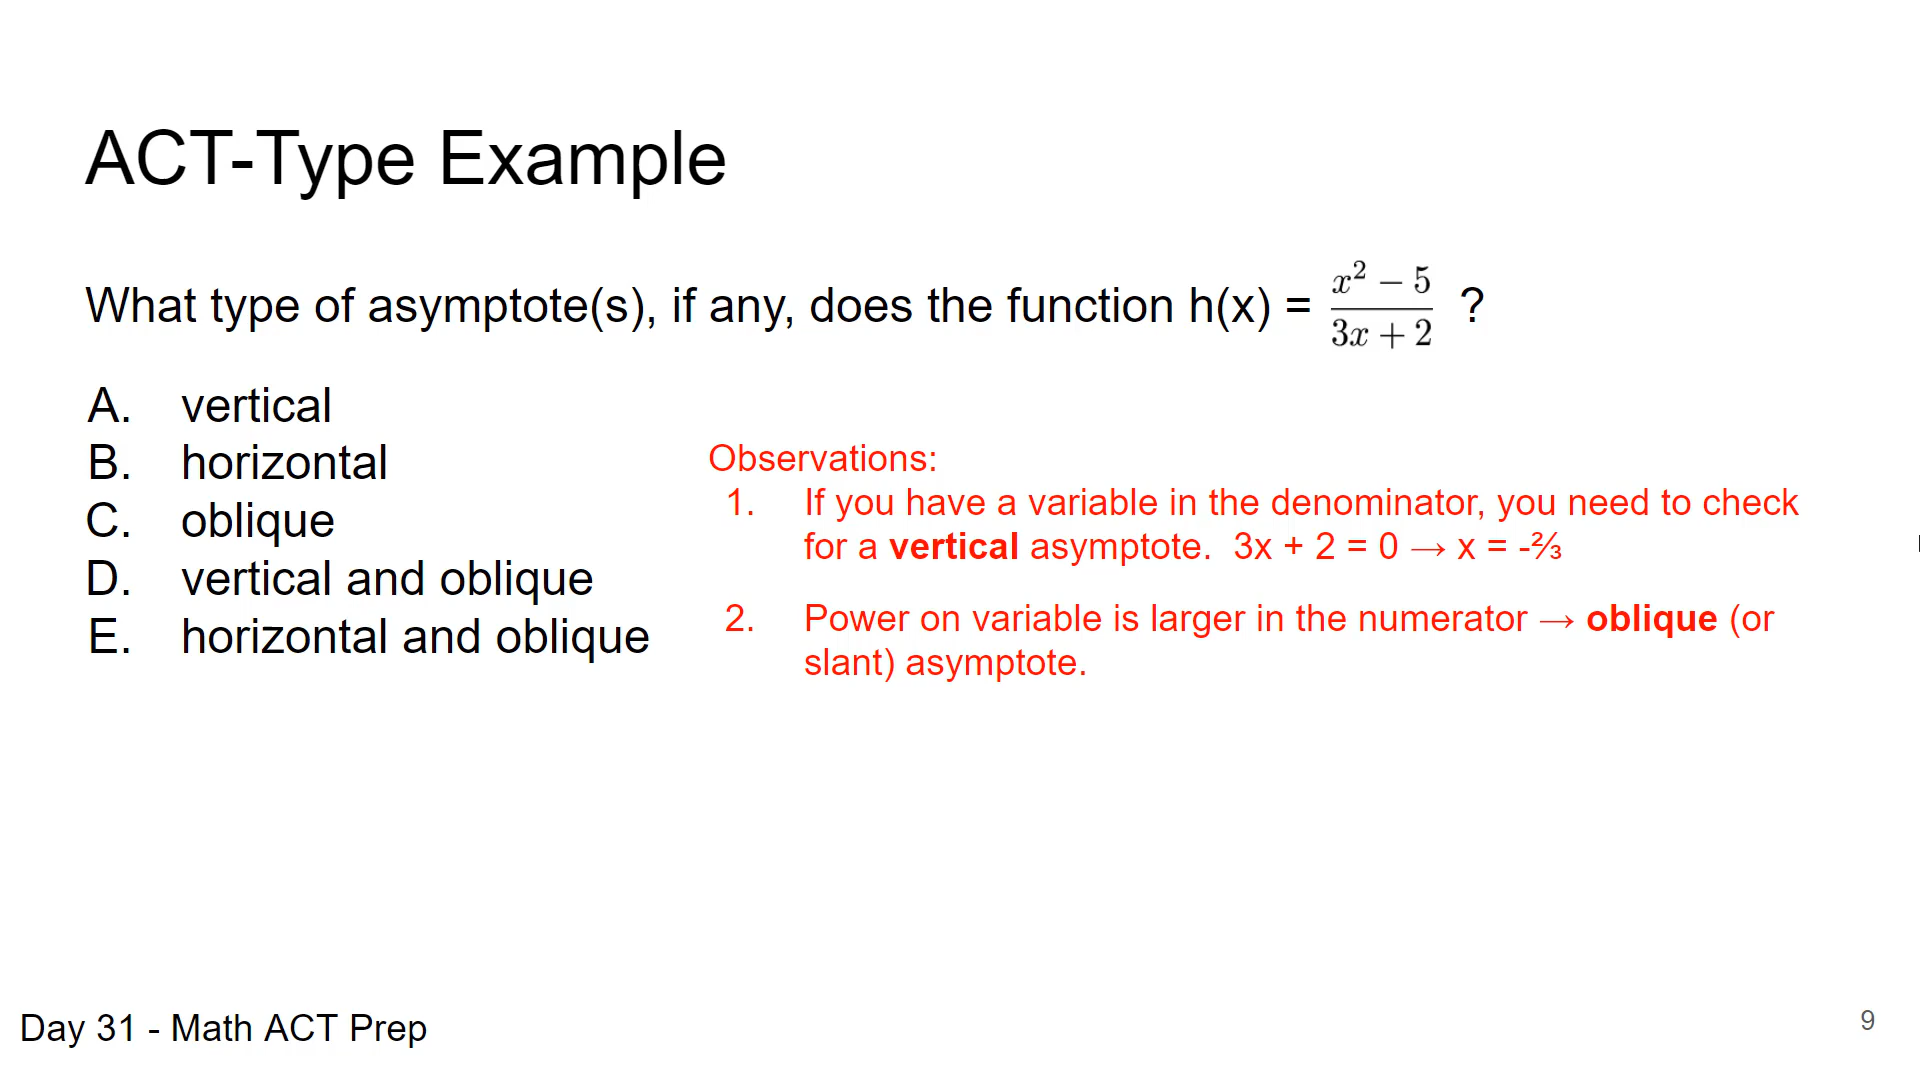 ACT-Type Example
What type of asymptote(s), if any, does the function h(x) = \frac{x^2 - 5}{3x + 2} ?
A. vertical
B. horizontal
C. oblique
D. vertical and oblique
E. horizontal and oblique
Observations:
1. If you have a variable in the denominator, you need to check
for a vertical asymptote. 3x + 2 = 0 → x = -⅔
2. Power on variable is larger in the numerator → oblique (or
slant) asymptote.
Day 31 - Math ACT Prep
9